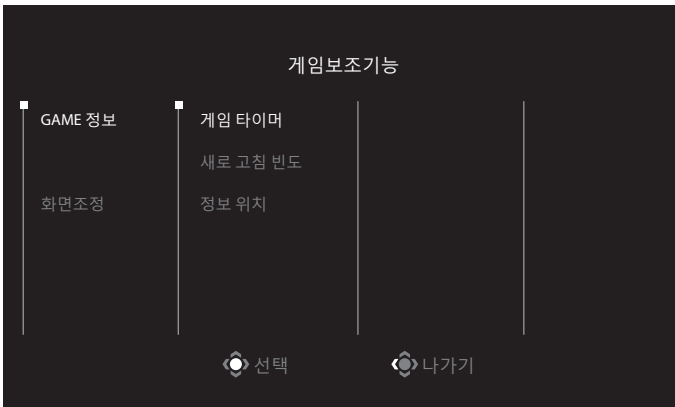 게임보조기능
GAME 정보
게임 타이머
새로 고침 빈도
화면조정
정보 위치
선택
나가기